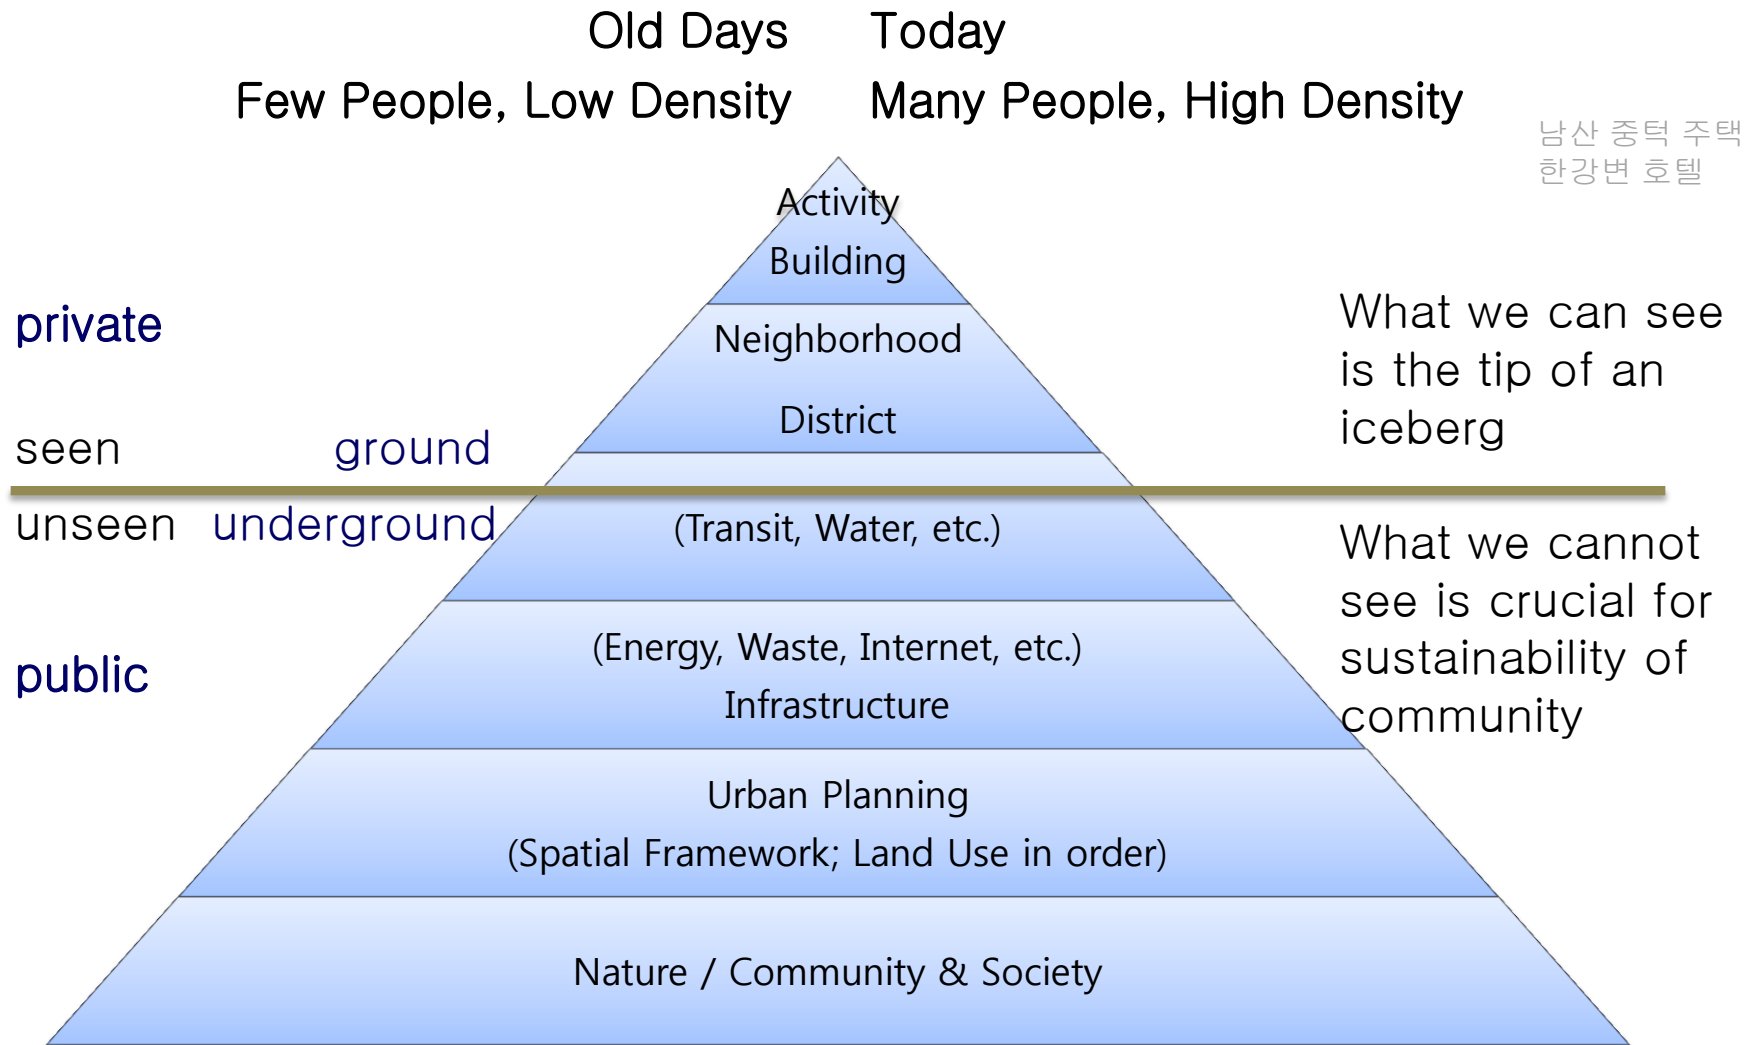 Old Days Today
Few People, Low Density Many People, High Density
남산 중턱 주택
한강변 호텔
Activity
Building
private
Neighborhood
District
What we can see
is the tip of an
iceberg
seen ground
unseen underground
(Transit, Water, etc.)
What we cannot
see is crucial for
sustainability of
community
public
(Energy, Waste, Internet, etc.)
Infrastructure
Urban Planning
(Spatial Framework; Land Use in order)
Nature / Community & Society